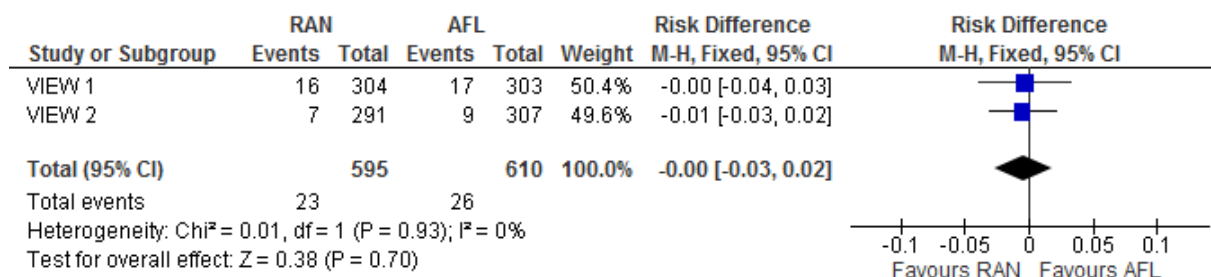 RAN AFL Risk Difference Risk Difference
Study or Subgroup Events Total Events Total Weight M-H, Fixed, 95% CI M-H, Fixed, 95% CI
VIEW 1 16 304 17 303 50.4% -0.00 [-0.04, 0.03]
VIEW 2 7 291 9 307 49.6% -0.01 [-0.03, 0.02]
Total (95% CI) 595 610 100.0% -0.00 [-0.03, 0.02]
Total events 23 26
Heterogeneity: Chi² = 0.01, df = 1 (P = 0.93); I² = 0%
Test for overall effect: Z = 0.38 (P = 0.70)
-0.1 -0.05 0 0.05 0.1
Favours RAN Favours AFL